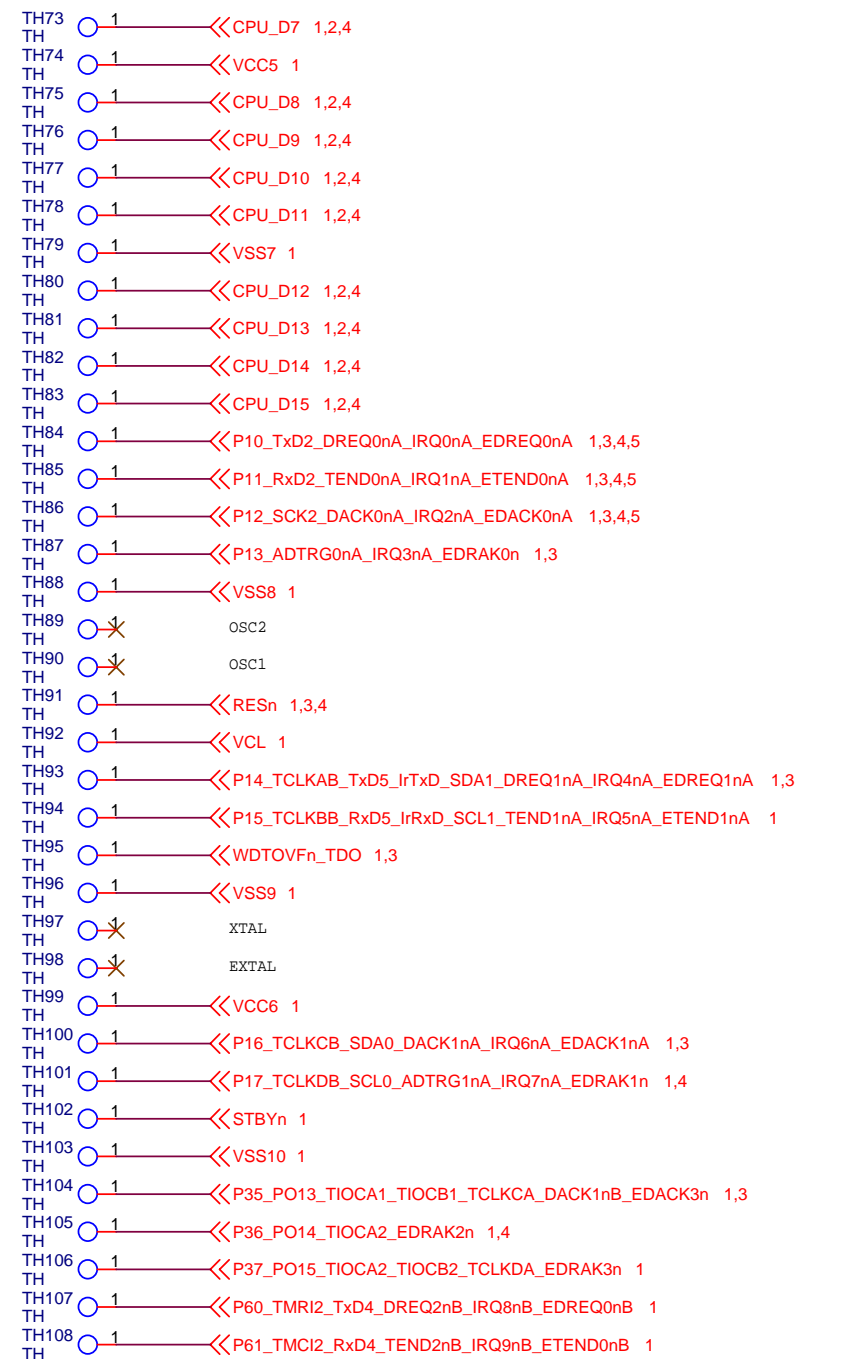 TH73 1 CPU_D7 1,2,4
TH
TH74 1 VCC5 1
TH
TH75 1 CPU_D8 1,2,4
TH
TH76 1 CPU_D9 1,2,4
TH
TH77 1 CPU_D10 1,2,4
TH
TH78 1 CPU_D11 1,2,4
TH
TH79 1 VSS7 1
TH
TH80 1 CPU_D12 1,2,4
TH
TH81 1 CPU_D13 1,2,4
TH
TH82 1 CPU_D14 1,2,4
TH
TH83 1 CPU_D15 1,2,4
TH
TH84 1 P10_TxD2_DREQ0nA_IRQ0nA_EDREQ0nA 1,3,4,5
TH
TH85 1 P11_RxD2_TEND0nA_IRQ1nA_ETEND0nA 1,3,4,5
TH
TH86 1 P12_SCK2_DACK0nA_IRQ2nA_EDACK0nA 1,3,4,5
TH
TH87 1 P13_ADTRG0nA_IRQ3nA_EDRAK0n 1,3
TH
TH88 1 VSS8 1
TH
TH89 1 OSC2
TH
TH90 1 OSC1
TH
TH91 1 RESn 1,3,4
TH
TH92 1 VCL 1
TH
TH93 1 P14_TCLKAB_TxD5_IrTxD_SDA1_DREQ1nA_IRQ4nA_EDREQ1nA 1,3
TH
TH94 1 P15_TCLKBB_RxD5_IrRxD_SCL1_TEND1nA_IRQ5nA_ETEND1nA 1
TH
TH95 1 WDTOVFn_TDO 1,3
TH
TH96 1 VSS9 1
TH
TH97 1 XTAL
TH
TH98 1 EXTAL
TH
TH99 1 VCC6 1
TH
TH100 1 P16_TCLKCB_SDA0_DACK1nA_IRQ6nA_EDACK1nA 1,3
TH
TH101 1 P17_TCLKDB_SCL0_ADTRG1nA_IRQ7nA_EDRAK1n 1,4
TH
TH102 1 STBYn 1
TH
TH103 1 VSS10 1
TH
TH104 1 P35_PO13_TIOCA1_TIOCB1_TCLKCA_DACK1nB_EDACK3n 1,3
TH
TH105 1 P36_PO14_TIOCA2_EDRAK2n 1,4
TH
TH106 1 P37_PO15_TIOCA2_TIOCB2_TCLKDA_EDRAK3n 1
TH
TH107 1 P60_TMRI2_TxD4_DREQ2nB_IRQ8nB_EDREQ0nB 1
TH
TH108 1 P61_TMCI2_RxD4_TEND2nB_IRQ9nB_ETEND0nB 1
TH